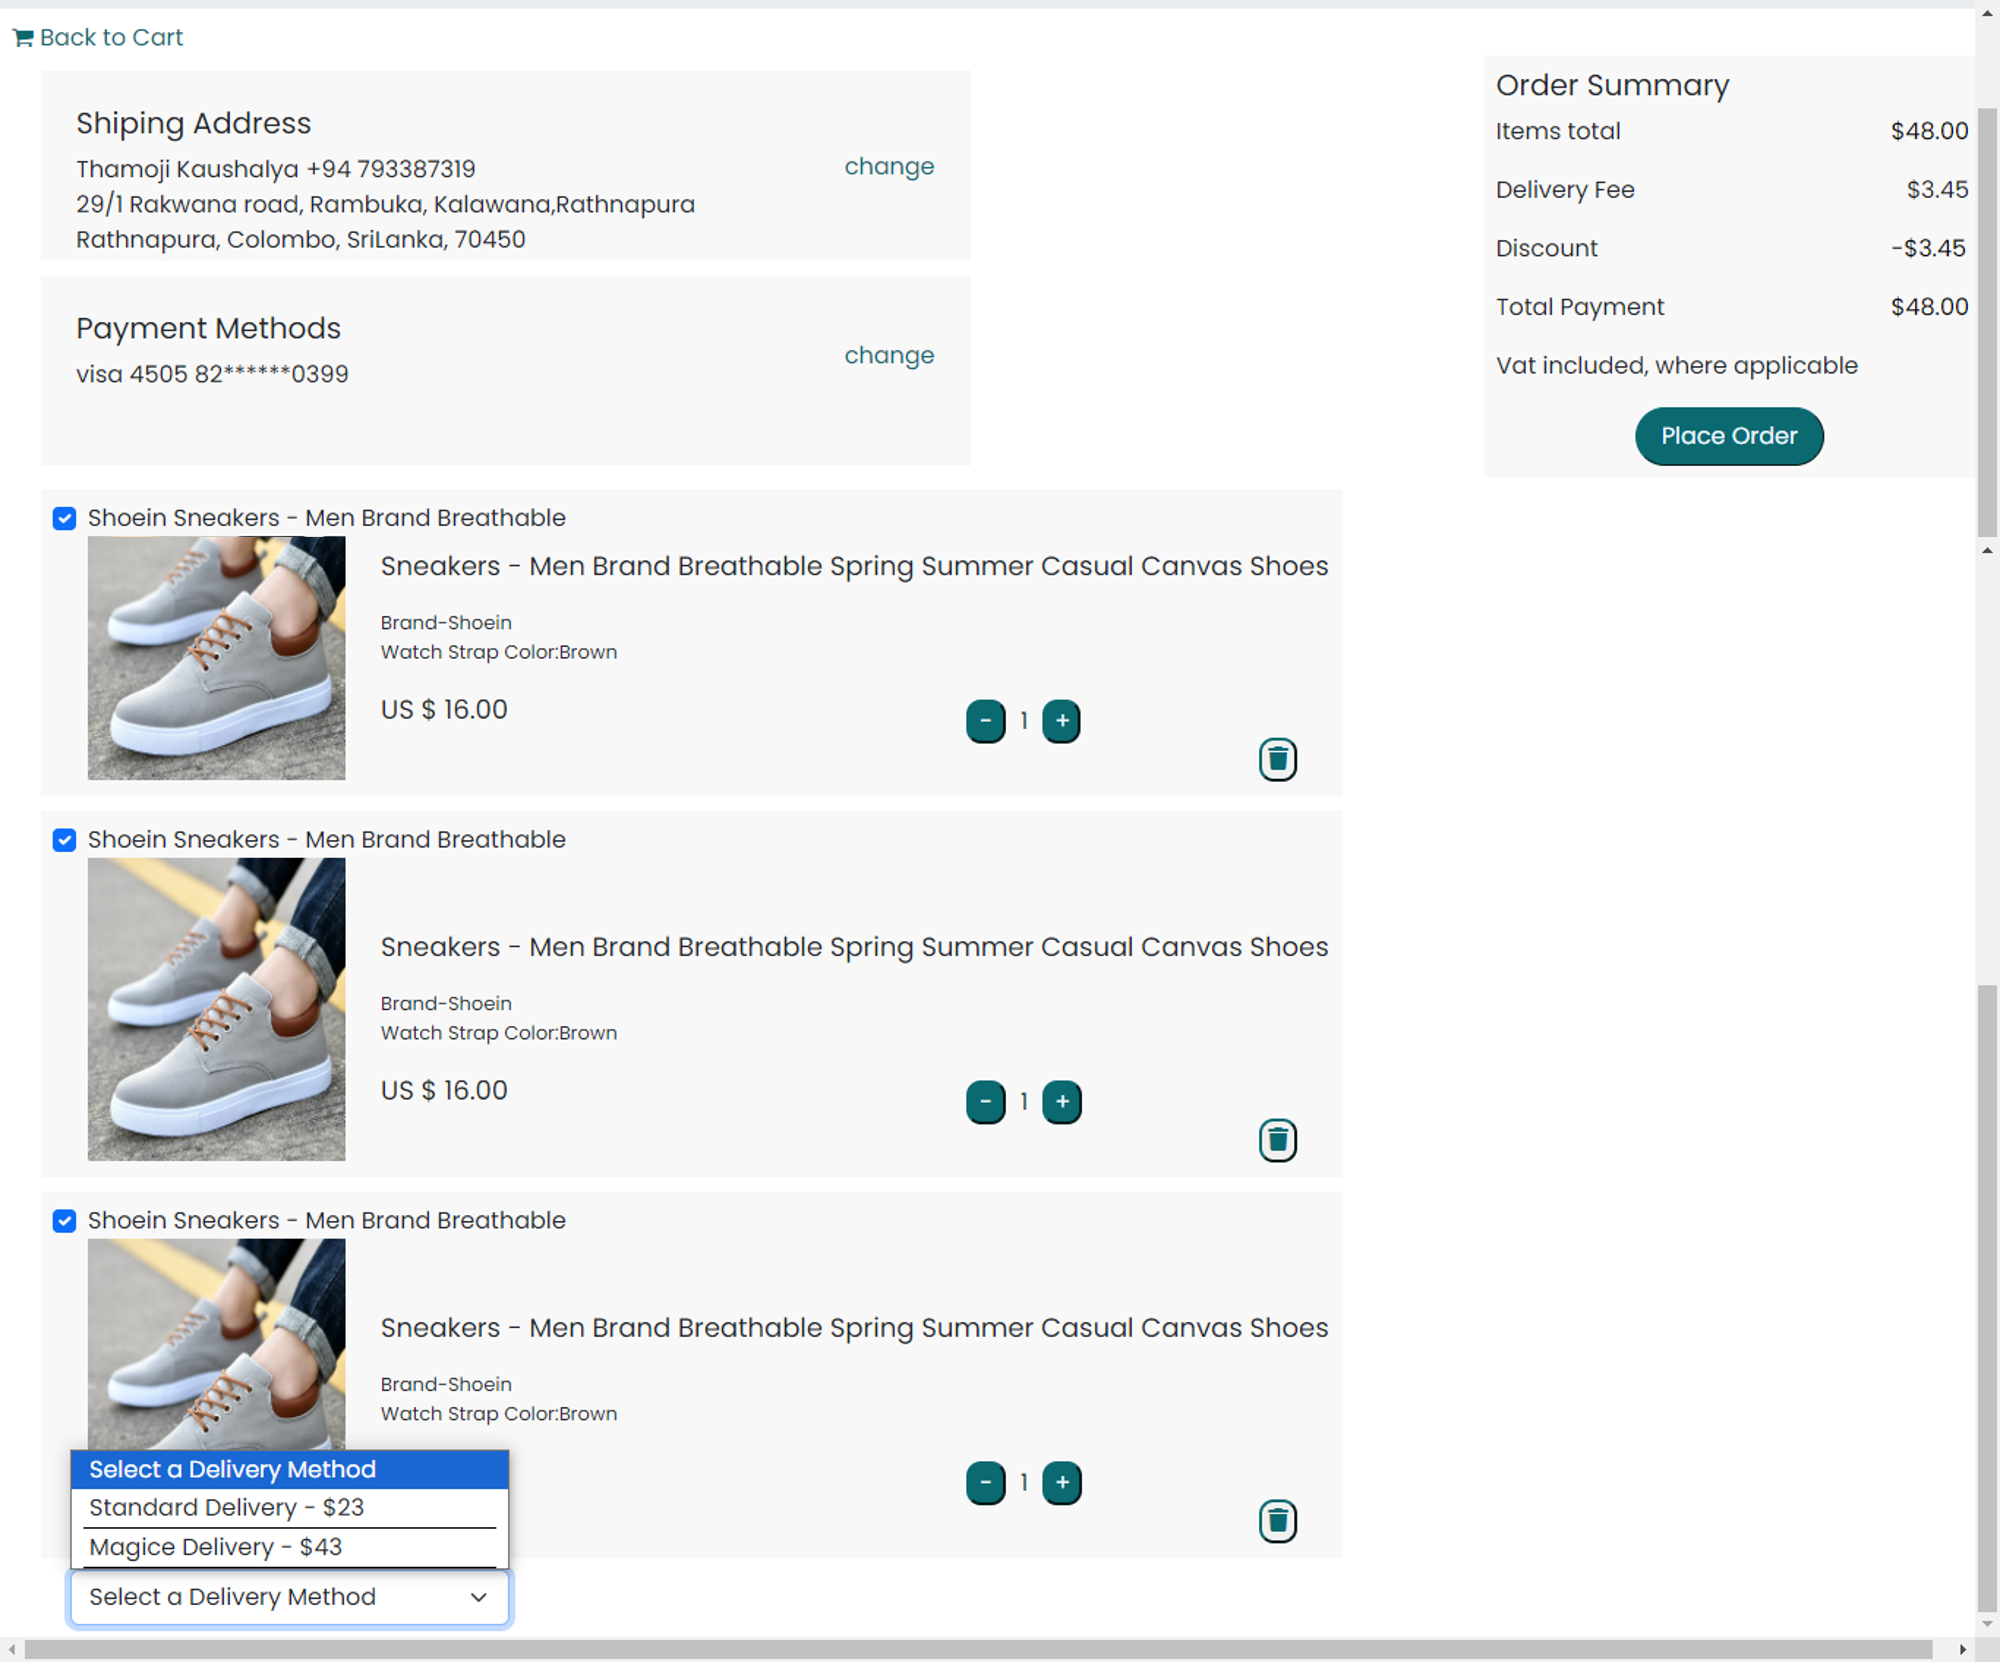 Back to Cart
Shiping Address
Thamoji Kaushalya +94 793387319
change
29/1 Rakwana road, Rambuka, Kalawana,Rathnapura
Rathnapura, Colombo, SriLanka, 70450
Payment Methods
visa 4505 82******0399
change
Order Summary
Items total $48.00
Delivery Fee $3.45
Discount -$3.45
Total Payment $48.00
Vat included, where applicable
Place Order
Shoein Sneakers - Men Brand Breathable
Sneakers - Men Brand Breathable Spring Summer Casual Canvas Shoes
Brand-Shoein
Watch Strap Color:Brown
US $ 16.00
- 1 +
Shoein Sneakers - Men Brand Breathable
Sneakers - Men Brand Breathable Spring Summer Casual Canvas Shoes
Brand-Shoein
Watch Strap Color:Brown
US $ 16.00
- 1 +
Shoein Sneakers - Men Brand Breathable
Sneakers - Men Brand Breathable Spring Summer Casual Canvas Shoes
Brand-Shoein
Watch Strap Color:Brown
- 1 +
Select a Delivery Method
Standard Delivery - $23
Magice Delivery - $43
Select a Delivery Method